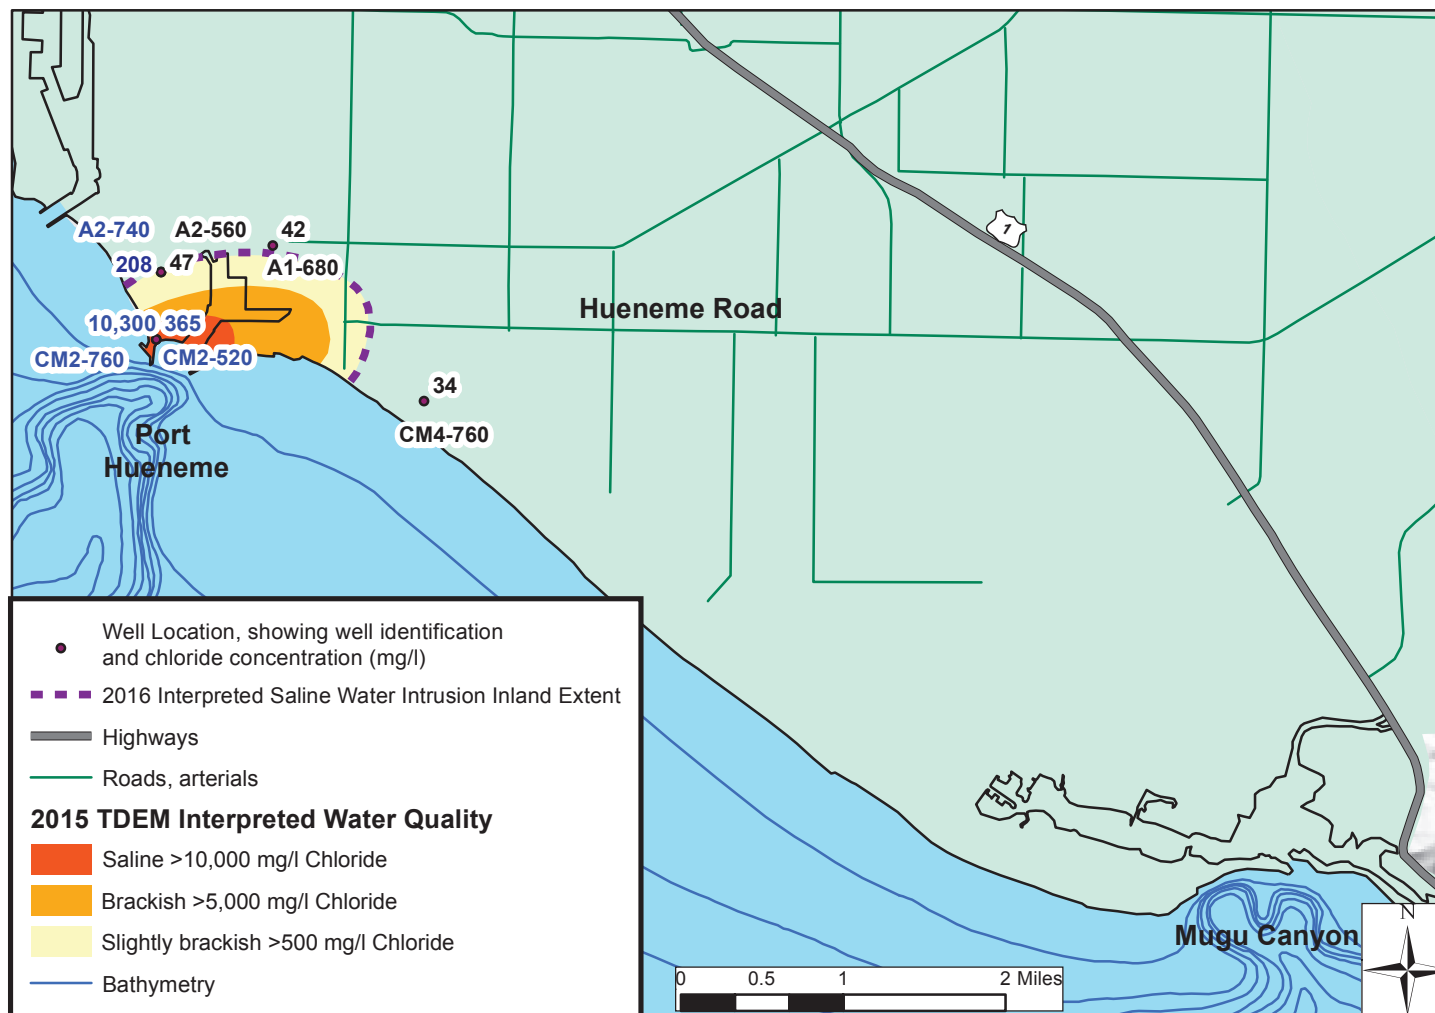 1
A2-740
A2-560
42
208
47
A1-680
Hueneme Road
10,300
365
CM2-760
CM2-520
34
CM4-760
Port
Hueneme
Well Location, showing well identification
and chloride concentration (mg/l)
2016 Interpreted Saline Water Intrusion Inland Extent
Highways
Roads, arterials
2015 TDEM Interpreted Water Quality
Saline >10,000 mg/l Chloride
Brackish >5,000 mg/l Chloride
Slightly brackish >500 mg/l Chloride
Bathymetry
Mugu Canyon
0 0.5 1 2 Miles
N